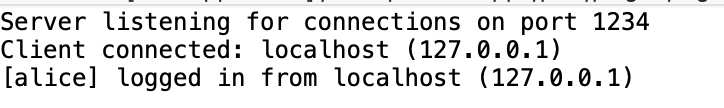 Server listening for connections on port 1234
Client connected: localhost (127.0.0.1)
[alice] logged in from localhost (127.0.0.1)